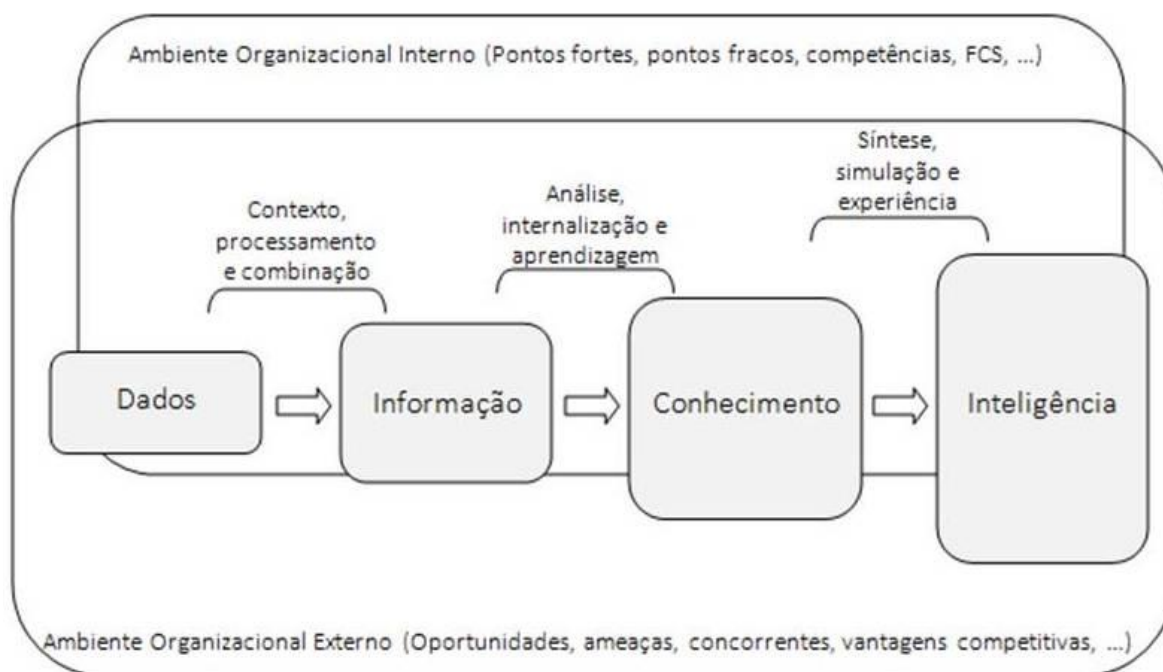 Ambiente Organizacional Interno (Pontos fortes, pontos fracos, competências, FCS, ...)
Síntese,
simulação e
experiência
Análise,
internalização e
aprendizagem
Contexto,
processamento
e combinação
Dados
Informação
Conhecimento
Inteligência
Ambiente Organizacional Externo (Oportunidades, ameaças, concorrentes, vantagens competitivas, ...)